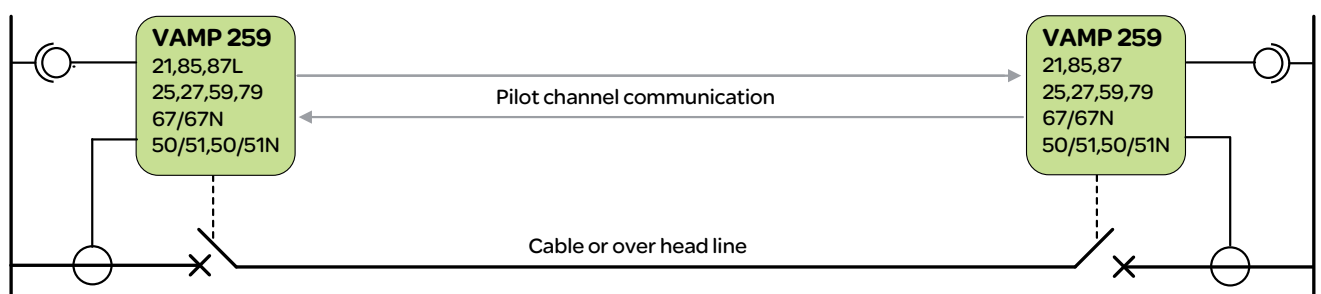 VAMP 259
21,85,87L
25,27,59,79
67/67N
50/51,50/51N
Pilot channel communication
VAMP 259
21,85,87
25,27,59,79
67/67N
50/51,50/51N
Cable or over head line